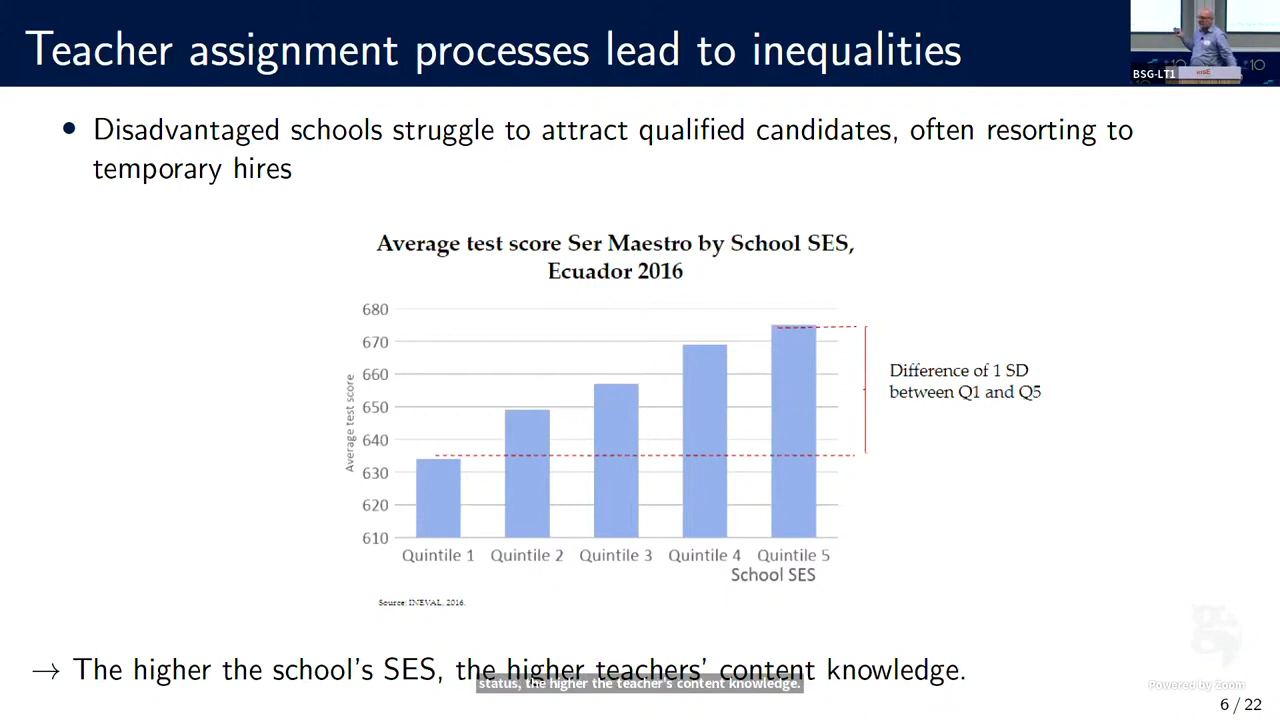 Teacher assignment processes lead to inequalities
BSG-LT1
• Disadvantaged schools struggle to attract qualified candidates, often resorting to
temporary hires
Average test score Ser Maestro by School SES,
Ecuador 2016
680
670
660
650
640
630
620
610
Average test score
Quintile 1 Quintile 2 Quintile 3 Quintile 4 Quintile 5
School SES
Difference of 1 SD
between Q1 and Q5
Source: INEVAL, 2016.
→ The higher the school's SES, the higher teachers' content knowledge.
status, the higher the teacher's content knowledge.
Powered by Zoom
6 / 22